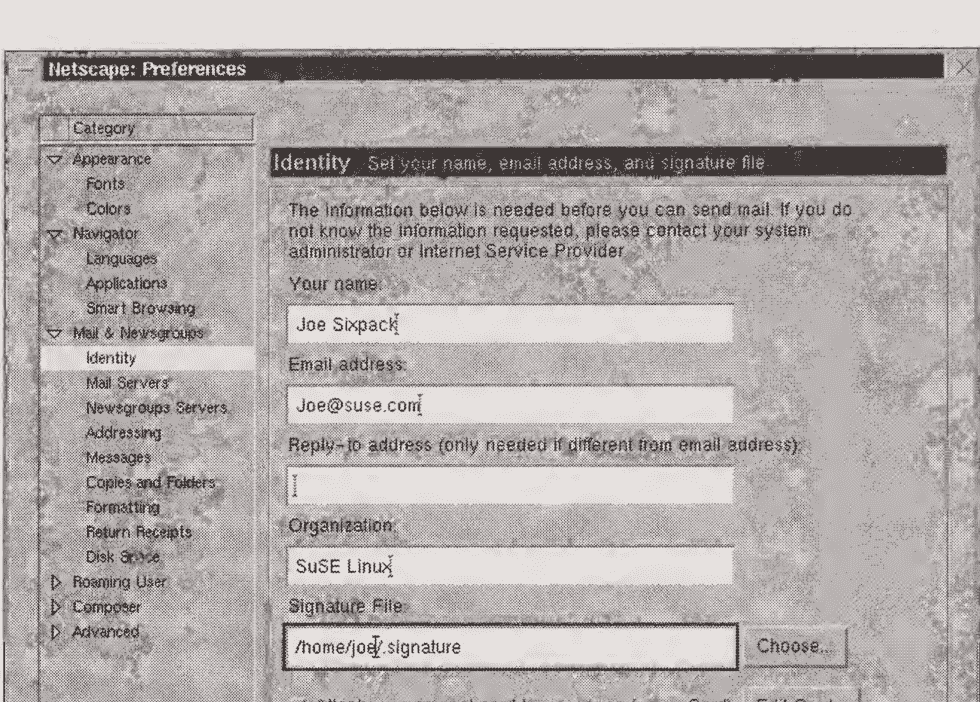 Netscape: Preferences
Category
Appearance
Fonts
Colors
Navigator
Languages
Applications
Smart Browsing
Mail & Newsgroups
Identity
Mail Servers
Newsgroups Servers
Addressing
Messages
Copies and Folders
Formatting
Return Receipts
Disk Space
Roaming User
Composer
Advanced
Identity Set your name, email address, and signature file
The information below is needed before you can send mail. If you do
not know the information requested, please contact your system
administrator or Internet Service Provider
Your name:
Joe Sixpack
Email address:
Joe@suse.com
Reply-to address (only needed if different from email address):
Organization:
SuSE Linux
Signature File:
/home/joe/.signature
Choose...